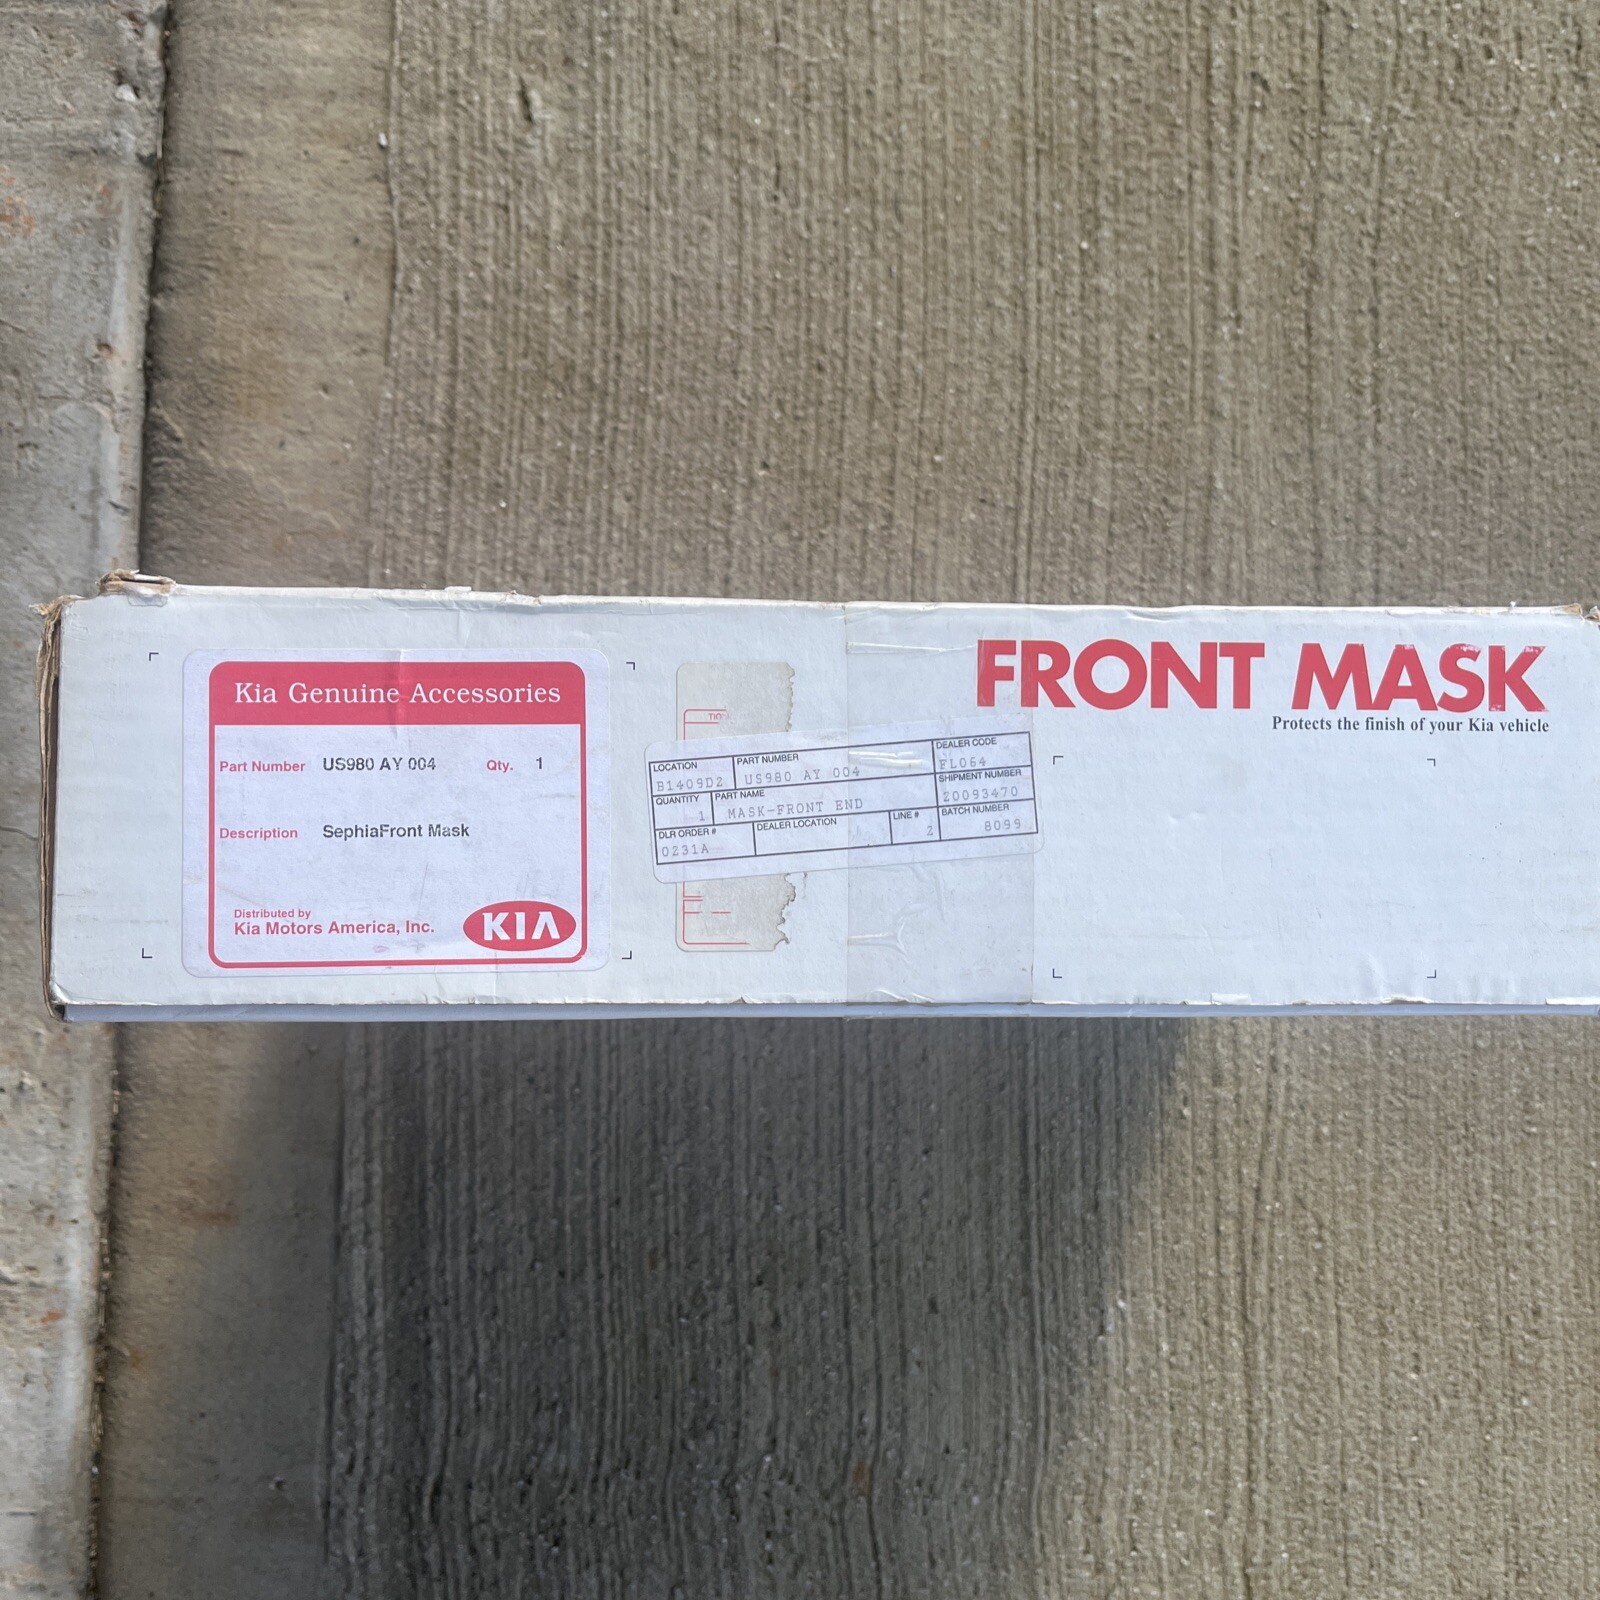 Kia Genuine Accessories
Part Number US980 AY 004 Qty. 1
Description SephiaFront Mask
Distributed by
Kia Motors America, Inc.
KIA
LOCATION PART NUMBER DEALER CODE
B1409D2 US980 AY 004 FL064
QUANTITY PART NAME SHIPMENT NUMBER
1 MASK-FRONT END 20093470
DLR ORDER # DEALER LOCATION LINE # BATCH NUMBER
0231A 2 8099
FRONT MASK
Protects the finish of your Kia vehicle